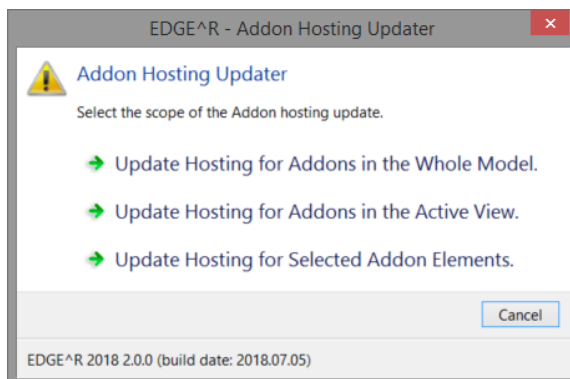 EDGE^R - Addon Hosting Updater
Addon Hosting Updater
Select the scope of the Addon hosting update.
Update Hosting for Addons in the Whole Model.
Update Hosting for Addons in the Active View.
Update Hosting for Selected Addon Elements.
Cancel
EDGE^R 2018 2.0.0 (build date: 2018.07.05)